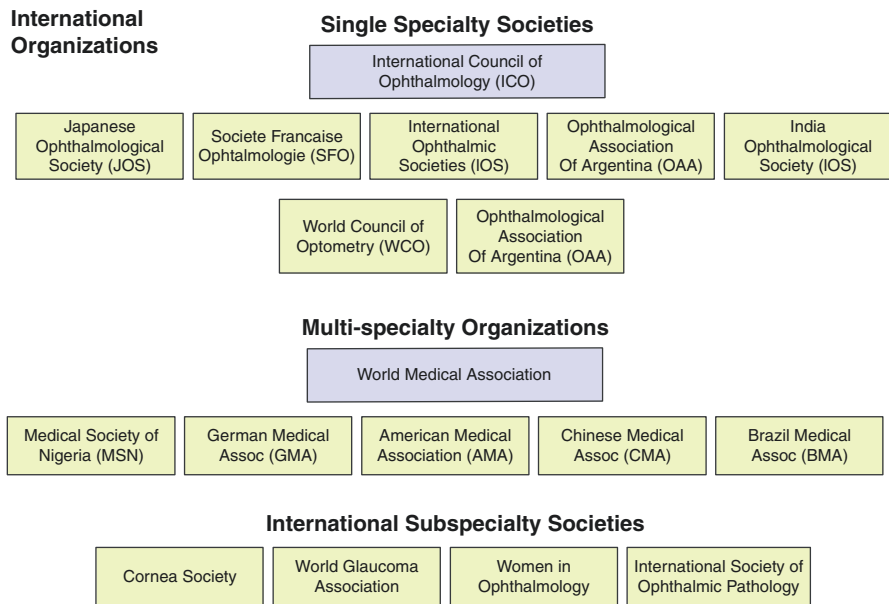 International
Organizations
Single Specialty Societies
International Council of
Ophthalmology (ICO)
Japanese
Ophthalmological
Society (JOS)
Societe Francaise
Ophtalmologie (SFO)
International
Ophthalmic
Societies (IOS)
Ophthalmological
Association
Of Argentina (OAA)
India
Ophthalmological
Society (IOS)
World Council of
Optometry (WCO)
Ophthalmological
Association
Of Argentina (OAA)
Multi-specialty Organizations
World Medical Association
Medical Society of
Nigeria (MSN)
German Medical
Assoc (GMA)
American Medical
Association (AMA)
Chinese Medical
Assoc (CMA)
Brazil Medical
Assoc (BMA)
International Subspecialty Societies
Cornea Society
World Glaucoma
Association
Women in
Ophthalmology
International Society of
Ophthalmic Pathology